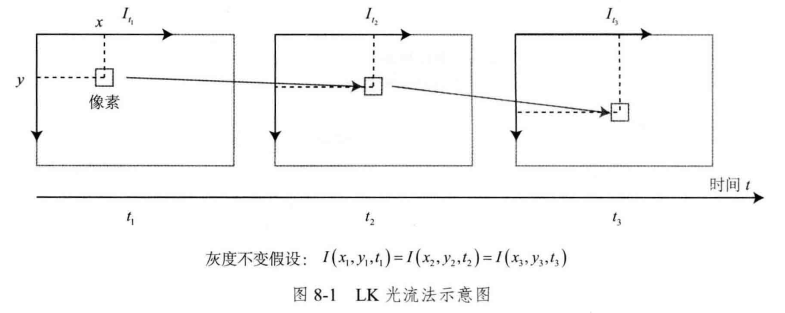 x I_{t_1} I_{t_2} I_{t_3}
y
像素
时间 t
t_1 t_2 t_3
灰度不变假设： I(x_1,y_1,t_1)=I(x_2,y_2,t_2)=I(x_3,y_3,t_3)
图 8-1 LK 光流法示意图